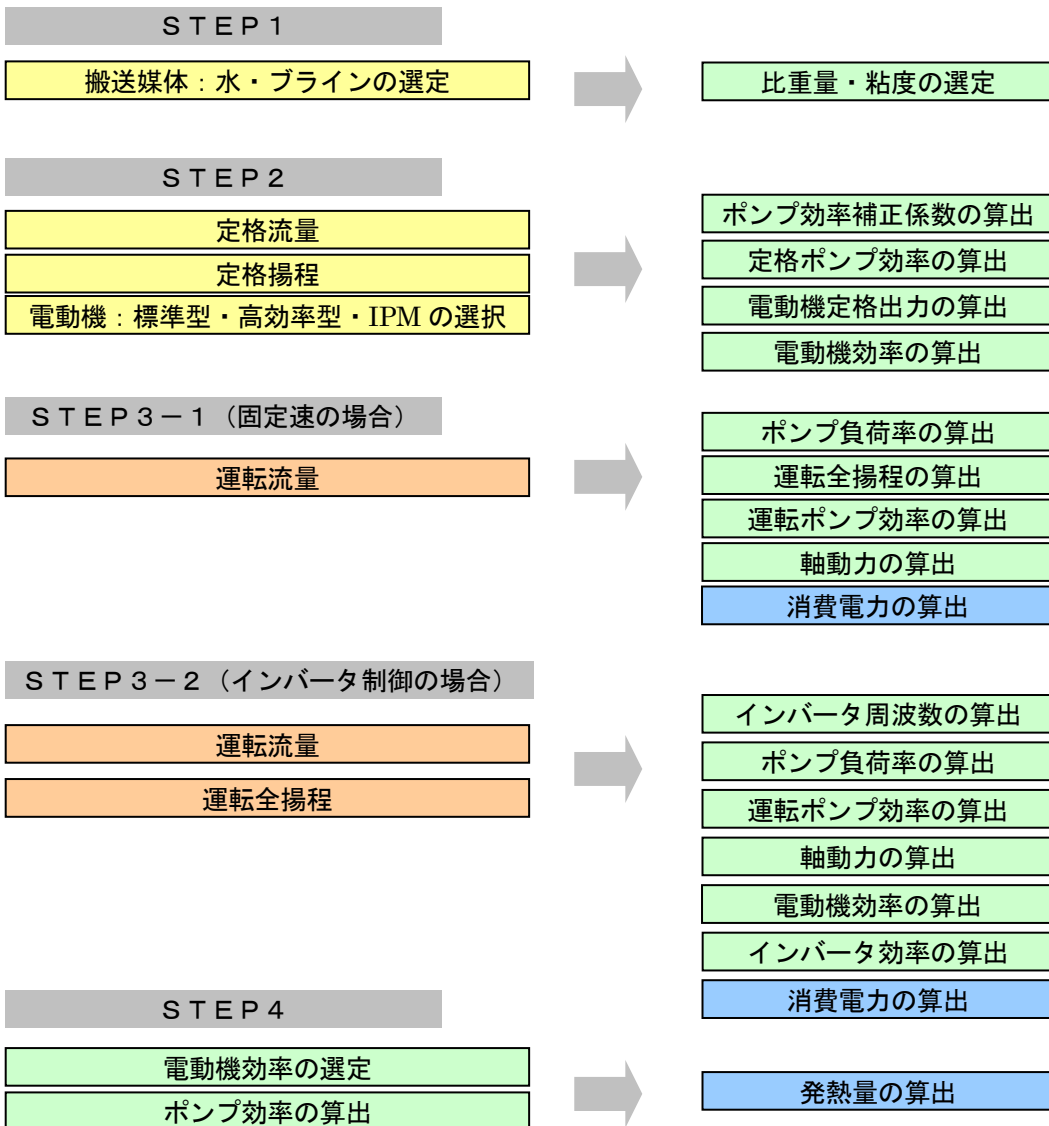 ＳＴＥＰ１
搬送媒体：水・ブラインの選定
比重量・粘度の選定
ＳＴＥＰ２
定格流量
定格揚程
電動機：標準型・高効率型・IPM の選択
ポンプ効率補正係数の算出
定格ポンプ効率の算出
電動機定格出力の算出
電動機効率の算出
ＳＴＥＰ３－１（固定速の場合）
運転流量
ポンプ負荷率の算出
運転全揚程の算出
運転ポンプ効率の算出
軸動力の算出
消費電力の算出
ＳＴＥＰ３－２（インバータ制御の場合）
運転流量
運転全揚程
インバータ周波数の算出
ポンプ負荷率の算出
運転ポンプ効率の算出
軸動力の算出
電動機効率の算出
インバータ効率の算出
消費電力の算出
ＳＴＥＰ４
電動機効率の選定
ポンプ効率の算出
発熱量の算出